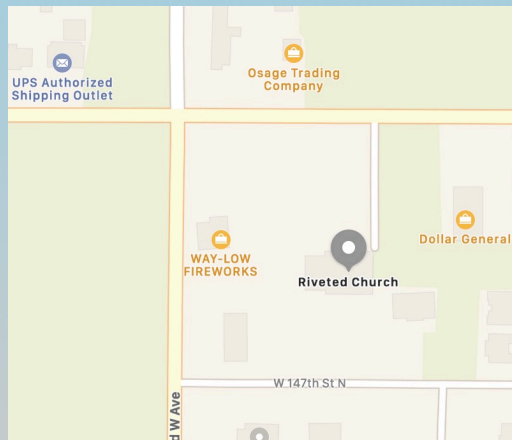 Osage Trading
Company
UPS Authorized
Shipping Outlet
Dollar General
WAY-LOW
FIREWORKS
Riveted Church
W 147th St N
d W Ave